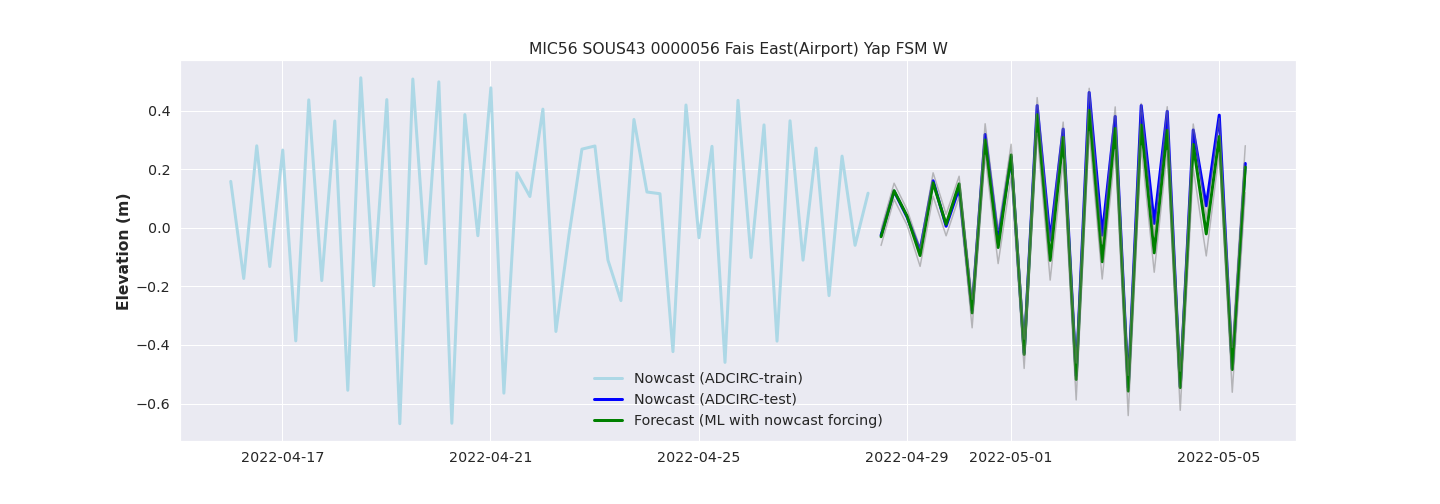 MIC56 SOUS43 0000056 Fais East(Airport) Yap FSM W
Elevation (m)
0.4
0.2
0.0
−0.2
−0.4
−0.6
Nowcast (ADCIRC-train)
Nowcast (ADCIRC-test)
Forecast (ML with nowcast forcing)
2022-04-17 2022-04-21 2022-04-25 2022-04-29 2022-05-01 2022-05-05